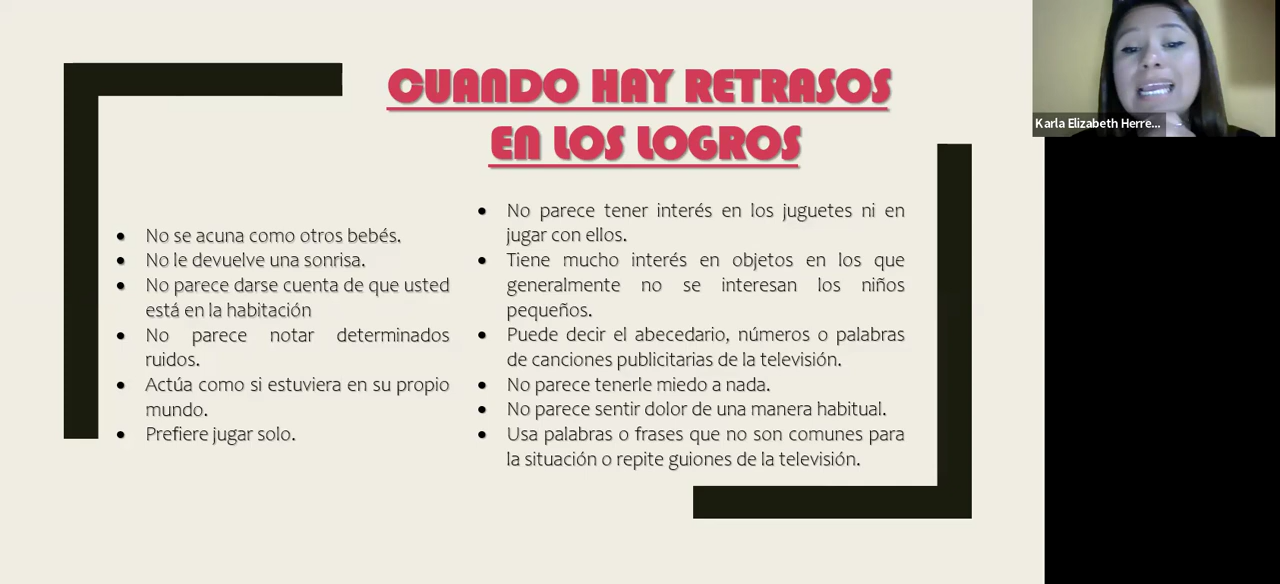 CUANDO HAY RETRASOS
EN LOS LOGROS
No se acuna como otros bebés.
No le devuelve una sonrisa.
No parece darse cuenta de que usted
está en la habitación
No parece notar determinados
ruidos.
Actúa como si estuviera en su propio
mundo.
Prefiere jugar solo.
No parece tener interés en los juguetes ni en
jugar con ellos.
Tiene mucho interés en objetos en los que
generalmente no se interesan los niños
pequeños.
Puede decir el abecedario, números o palabras
de canciones publicitarias de la televisión.
No parece tenerle miedo a nada.
No parece sentir dolor de una manera habitual.
Usa palabras o frases que no son comunes para
la situación o repite guiones de la televisión.
Karla Elizabeth Herre...